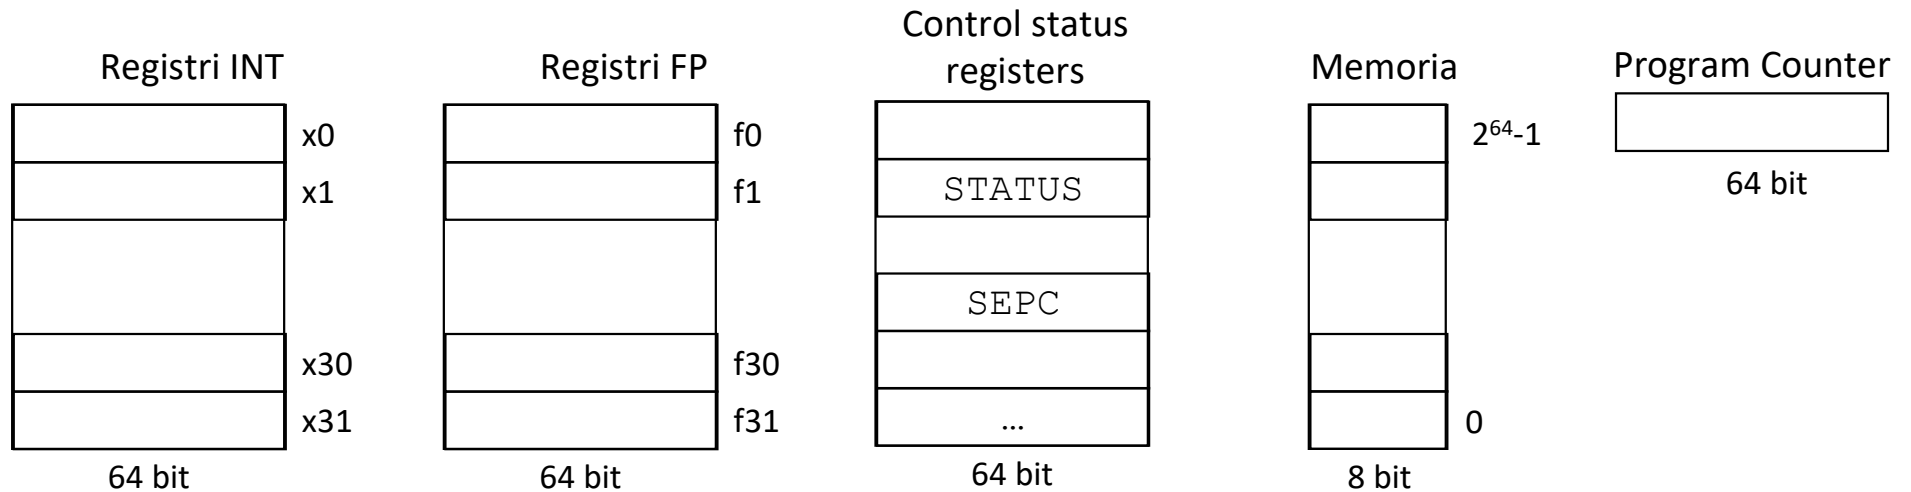 Registri INT
x0
x1
x30
x31
64 bit
Registri FP
f0
f1
f30
f31
64 bit
Control status
registers
STATUS
SEPC
...
64 bit
Memoria
2⁶⁴-1
0
8 bit
Program Counter
64 bit